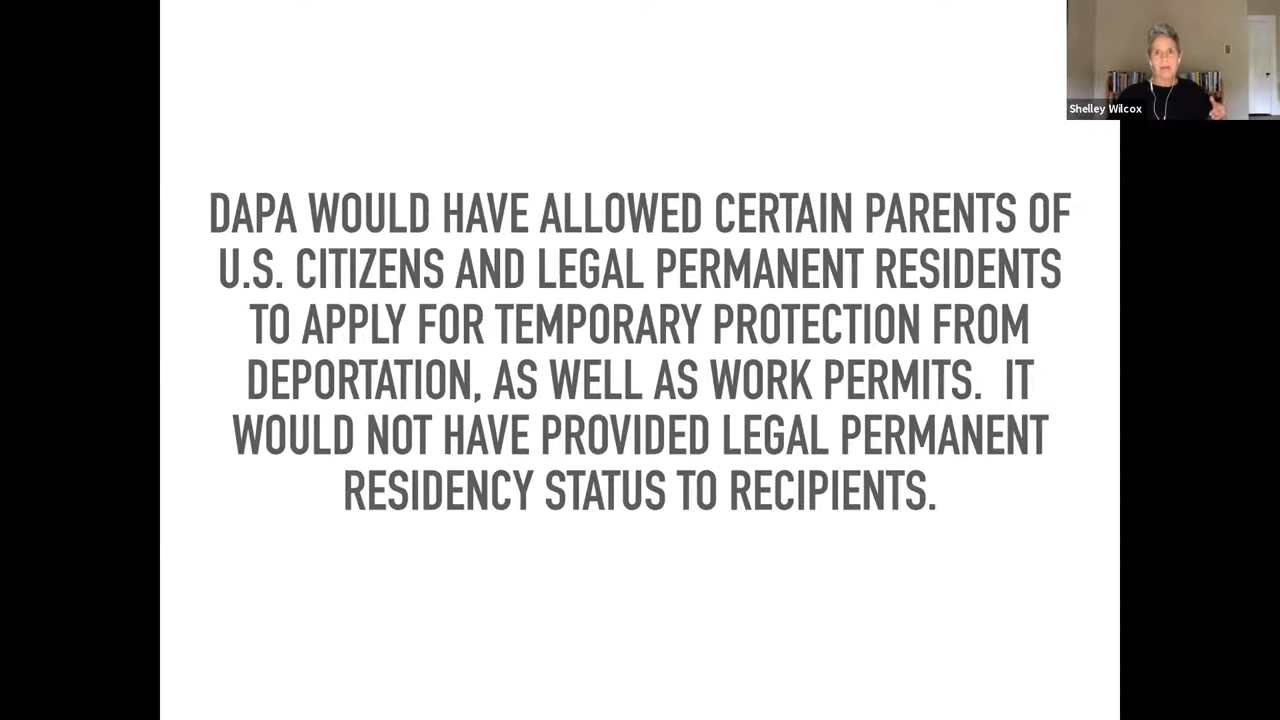 Shelley Wilcox
DAPA WOULD HAVE ALLOWED CERTAIN PARENTS OF
U.S. CITIZENS AND LEGAL PERMANENT RESIDENTS
TO APPLY FOR TEMPORARY PROTECTION FROM
DEPORTATION, AS WELL AS WORK PERMITS.  IT
WOULD NOT HAVE PROVIDED LEGAL PERMANENT
RESIDENCY STATUS TO RECIPIENTS.